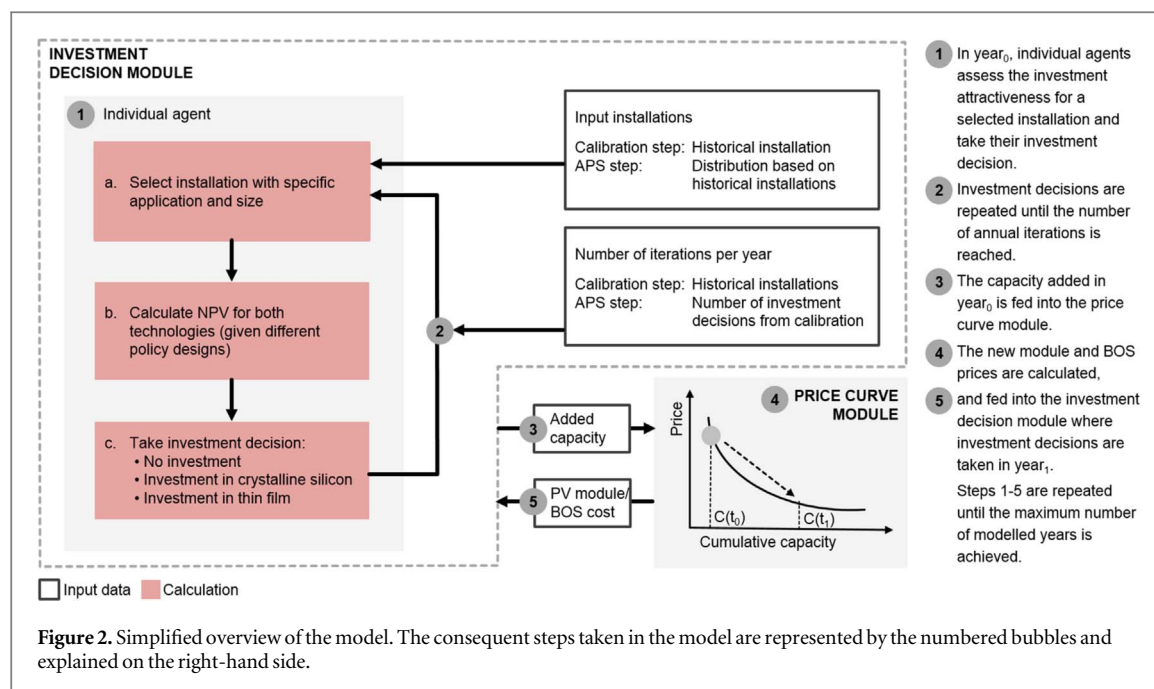 INVESTMENT
DECISION MODULE
1 Individual agent
a. Select installation with specific
application and size
b. Calculate NPV for both
technologies (given different
policy designs)
c. Take investment decision:
• No investment
• Investment in crystalline silicon
• Investment in thin film
Input installations
Calibration step: Historical installation
APS step: Distribution based on
historical installations
Number of iterations per year
Calibration step: Historical installations
APS step: Number of investment
decisions from calibration
2
3 Added
capacity
5 PV module/
BOS cost
4 PRICE CURVE
MODULE
Price
C(t₀) C(t₁)
Cumulative capacity
Input data Calculation
1 In year₀, individual agents
assess the investment
attractiveness for a
selected installation and
take their investment
decision.
2 Investment decisions are
repeated until the number
of annual iterations is
reached.
3 The capacity added in
year₀ is fed into the price
curve module.
4 The new module and BOS
prices are calculated,
5 and fed into the investment
decision module where
investment decisions are
taken in year₁.
Steps 1-5 are repeated
until the maximum number
of modelled years is
achieved.
Figure 2. Simplified overview of the model. The consequent steps taken in the model are represented by the numbered bubbles and
explained on the right-hand side.